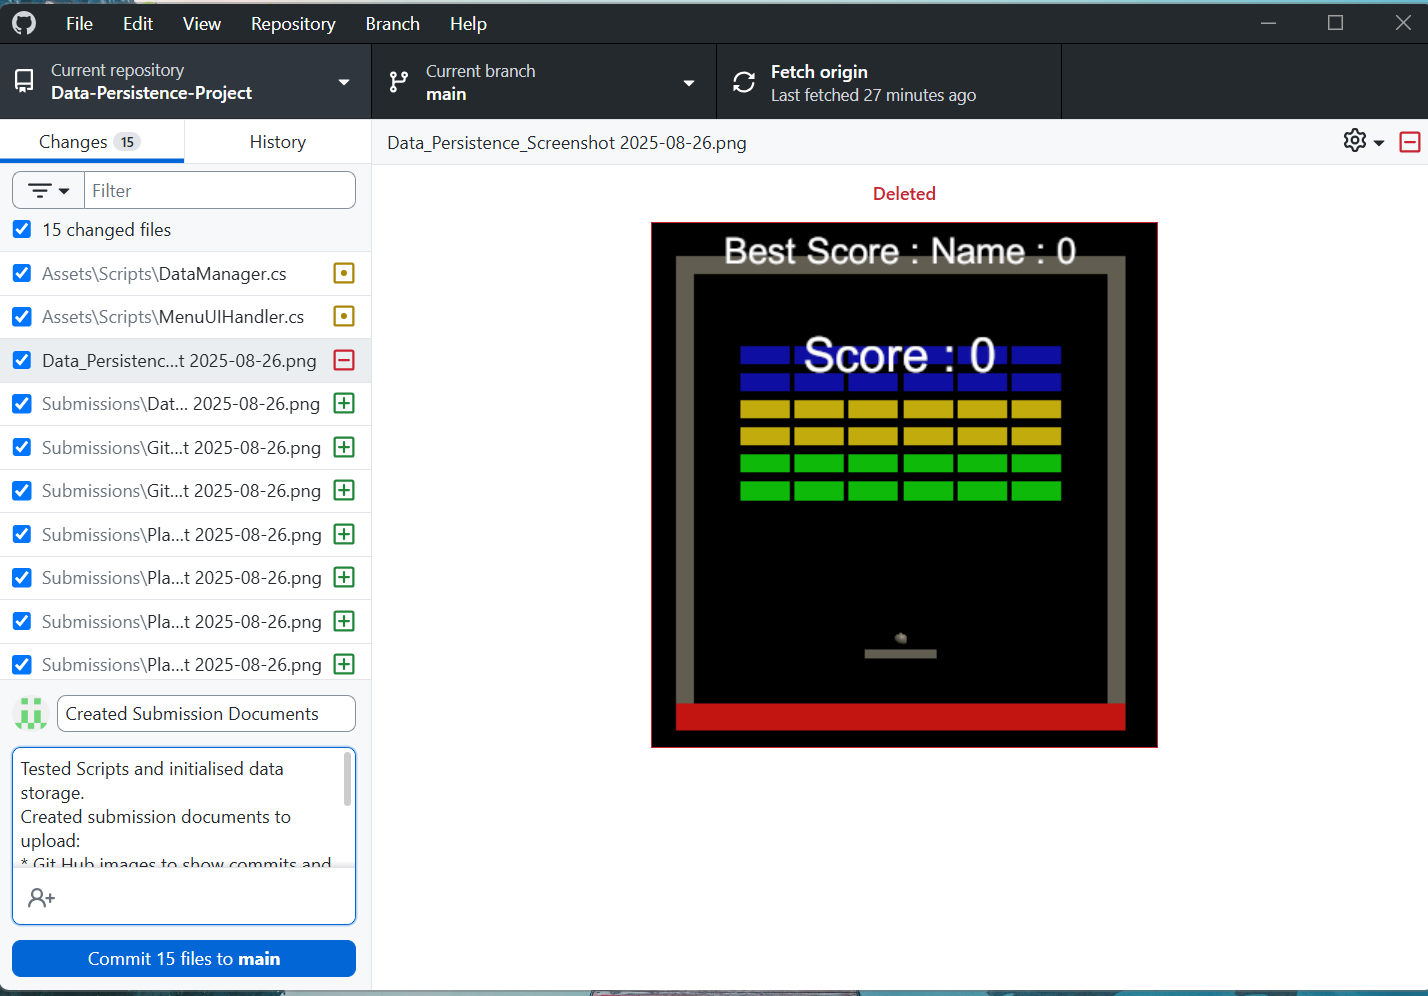 File Edit View Repository Branch Help
Current repository
Data-Persistence-Project
Current branch
main
Fetch origin
Last fetched 27 minutes ago
Changes 15
History
Filter
15 changed files
Assets\Scripts\DataManager.cs
Assets\Scripts\MenuUIHandler.cs
Data_Persistenc...t 2025-08-26.png
Submissions\Dat... 2025-08-26.png
Submissions\Git...t 2025-08-26.png
Submissions\Git...t 2025-08-26.png
Submissions\Pla...t 2025-08-26.png
Submissions\Pla...t 2025-08-26.png
Submissions\Pla...t 2025-08-26.png
Submissions\Pla...t 2025-08-26.png
Created Submission Documents
Tested Scripts and initialised data
storage.
Created submission documents to
upload:
* Git Hub images to show commits and
Commit 15 files to main
Data_Persistence_Screenshot 2025-08-26.png
Deleted
Best Score : Name : 0
Score : 0